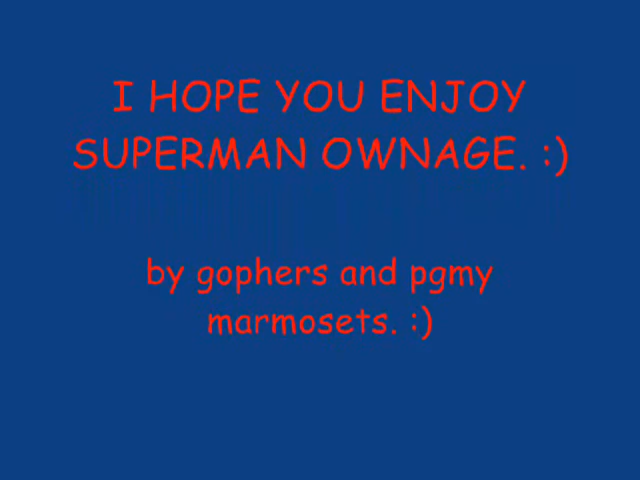 I HOPE YOU ENJOY
SUPERMAN OWNAGE. :)
by gophers and pgmy
marmosets. :)